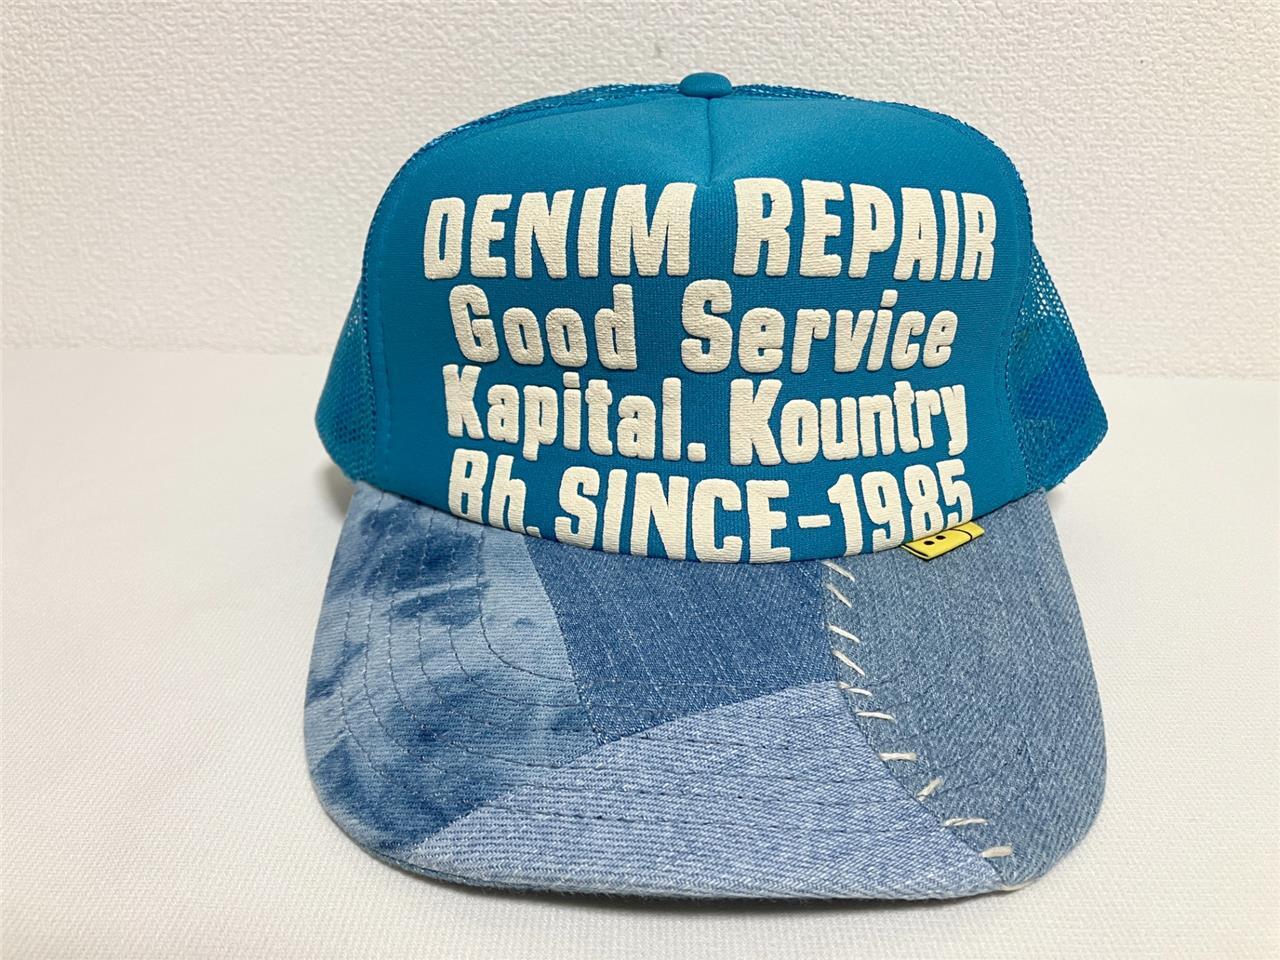 DENIM REPAIR
Good Service
Kapital. Kountry
Bh. SINCE-1985